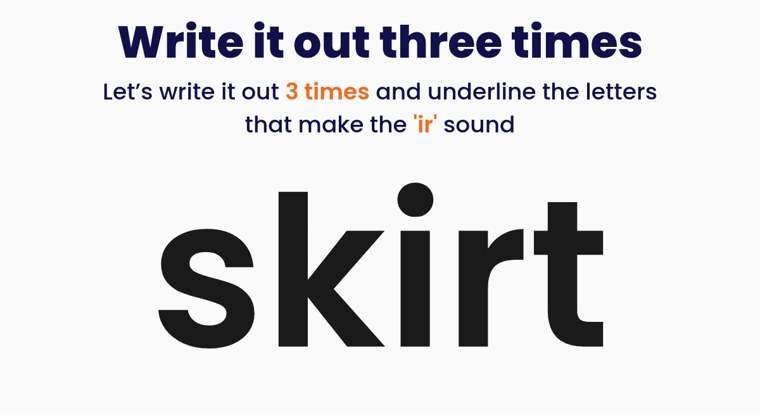 Write it out three times
Let’s write it out 3 times and underline the letters
that make the 'ir' sound
skirt